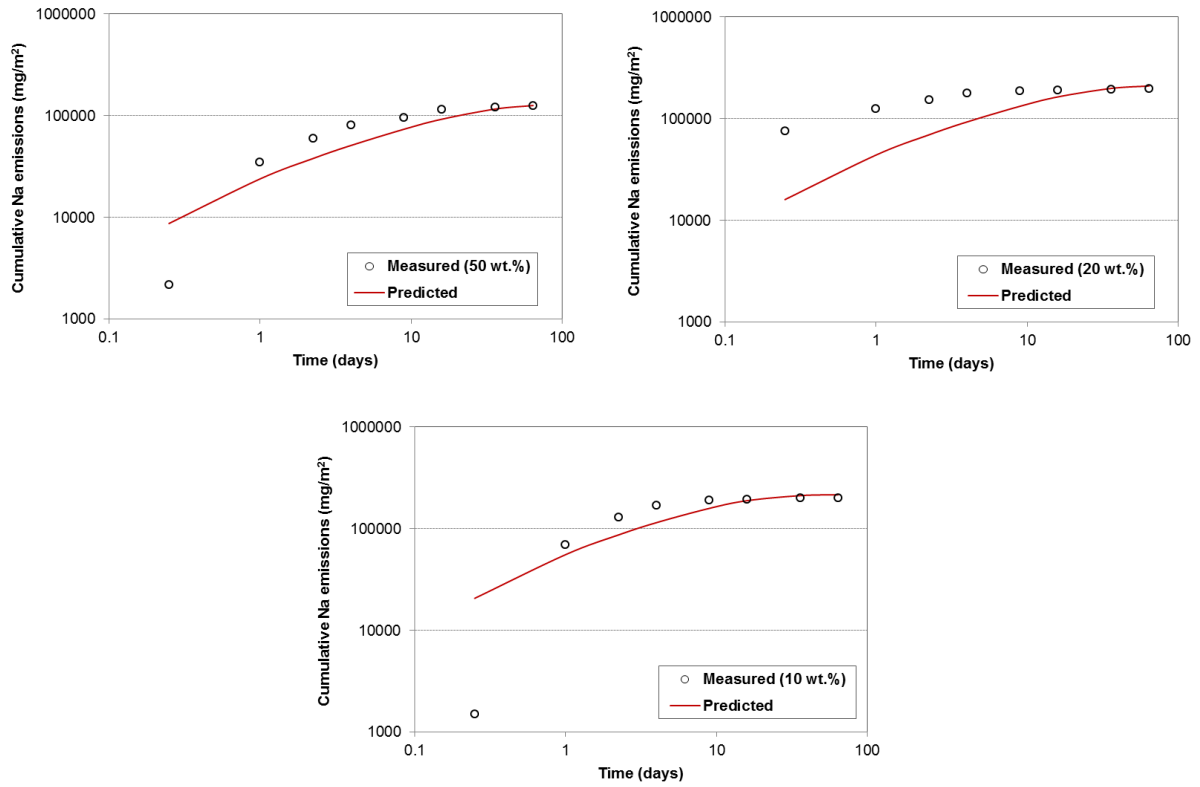 Cumulative Na emissions (mg/m²)
1000000
100000
10000
1000
0.1
1
10
100
Time (days)
Measured (50 wt.%)
Predicted
Cumulative Na emissions (mg/m²)
1000000
100000
10000
1000
0.1
1
10
100
Time (days)
Measured (20 wt.%)
Predicted
Cumulative Na emissions (mg/m²)
1000000
100000
10000
1000
0.1
1
10
100
Time (days)
Measured (10 wt.%)
Predicted